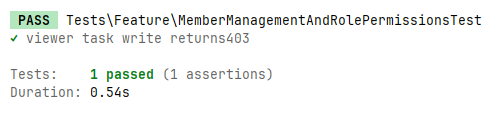 PASS Tests\Feature\MemberManagementAndRolePermissionsTest
✓ viewer task write returns403
Tests: 1 passed (1 assertions)
Duration: 0.54s